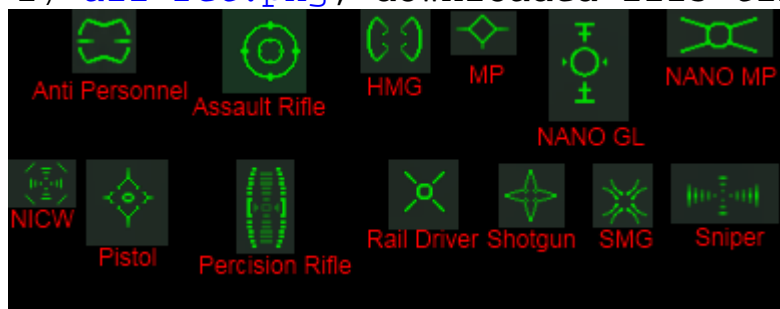 Anti Personnel
Assault Rifle
HMG
MP
NANO GL
NANO MP
NICW
Pistol
Percision Rifle
Rail Driver
Shotgun
SMG
Sniper